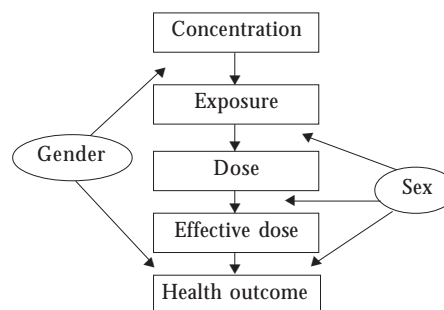 Concentration
Exposure
Gender
Dose
Sex
Effective dose
Health outcome